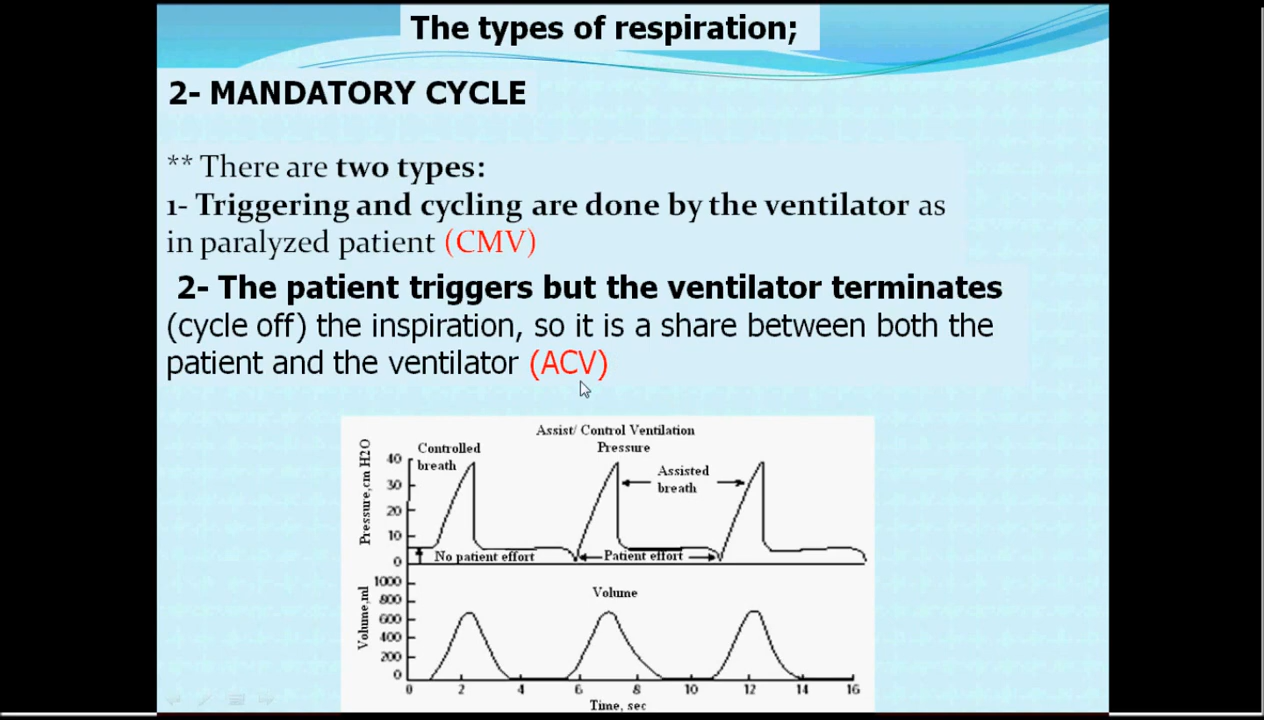 The types of respiration;
2- MANDATORY CYCLE
** There are two types:
1- Triggering and cycling are done by the ventilator as
in paralyzed patient (CMV)
2- The patient triggers but the ventilator terminates
(cycle off) the inspiration, so it is a share between both the
patient and the ventilator (ACV)
Assist/ Control Ventilation
Pressure
Controlled
breath
Assisted
breath
Pressure,cm H2O
40
30
20
10
0
No patient effort
Patient effort
Volume
Volume,ml
1000
800
600
400
200
0
0 2 4 6 8 10 12 14 16
Time, sec